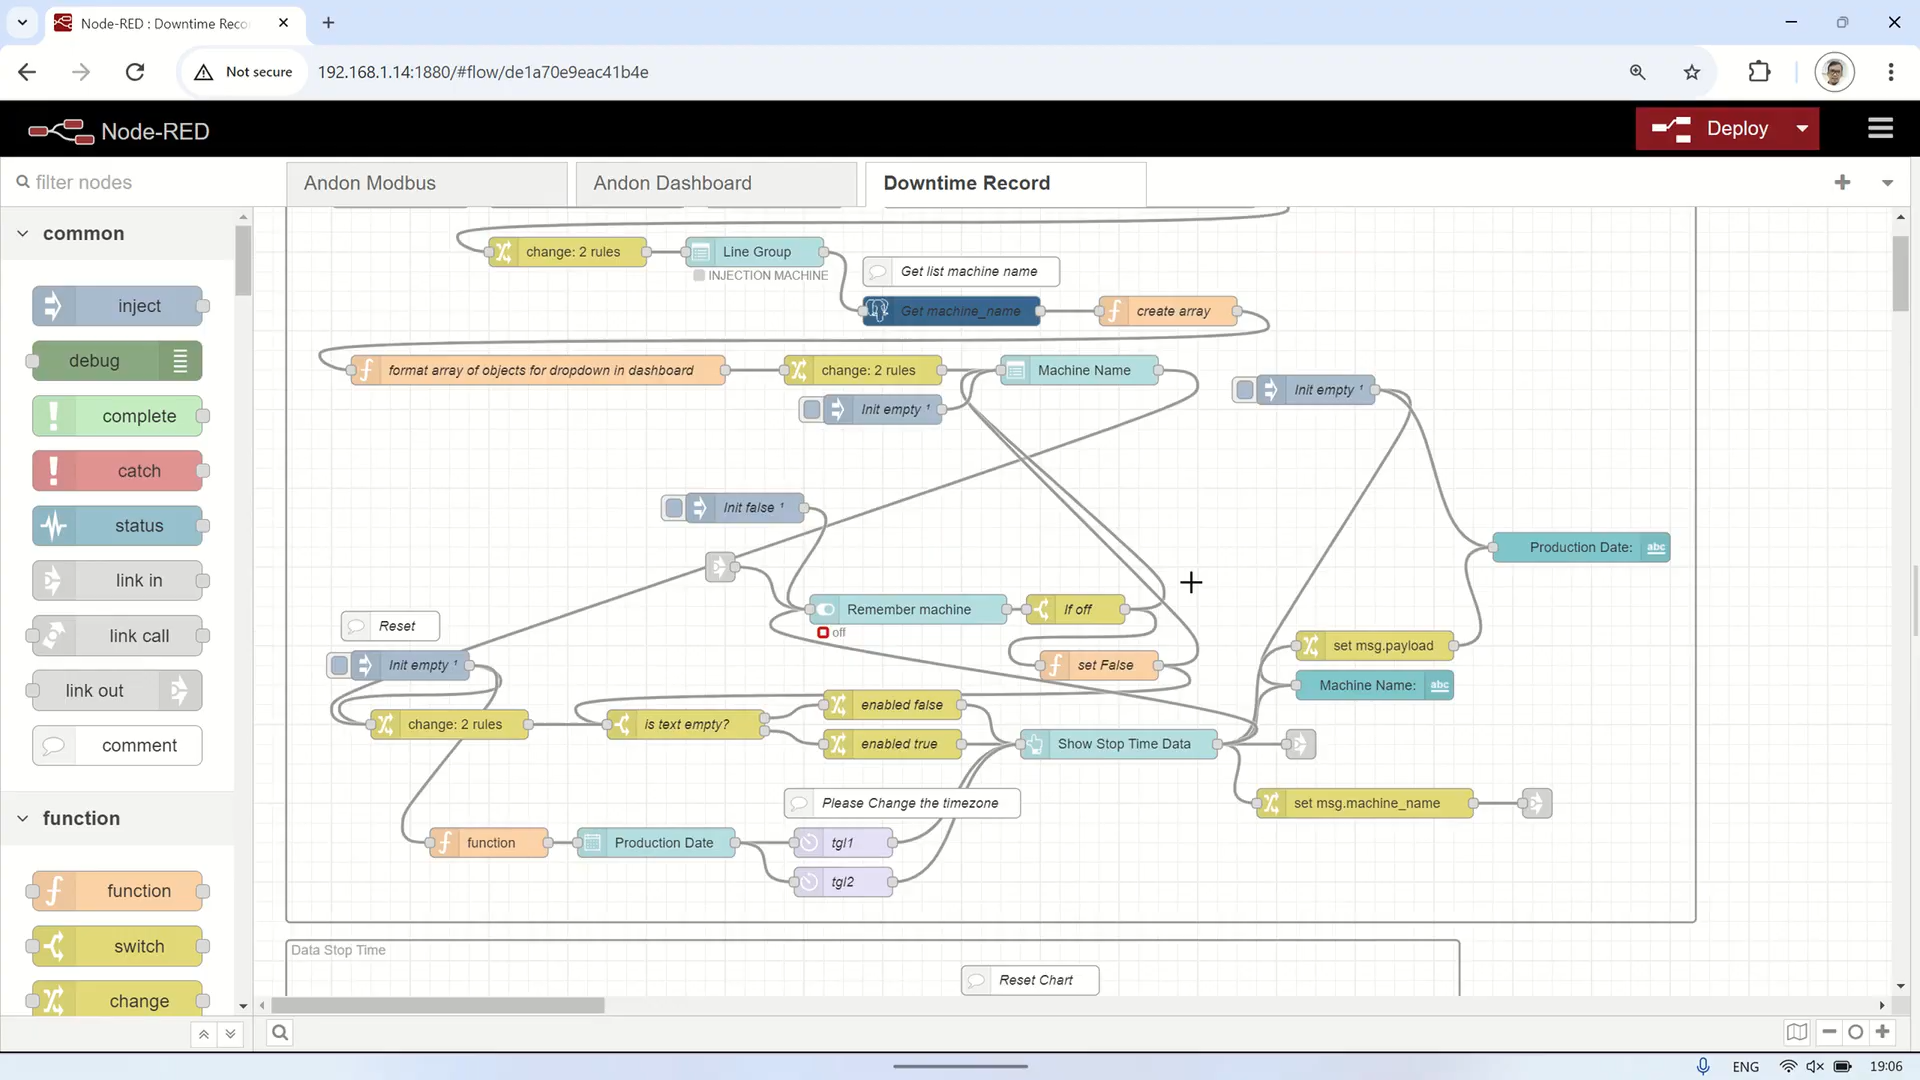 Node-RED : Downtime Reco
Not secure
192.168.1.14:1880/#flow/de1a70e9eac41b4e
Node-RED
Deploy
filter nodes
Andon Modbus
Andon Dashboard
Downtime Record
common
inject
debug
complete
catch
status
link in
link call
link out
comment
function
function
switch
change
change: 2 rules
Line Group
INJECTION MACHINE
Get list machine name
Get machine_name
create array
format array of objects for dropdown in dashboard
change: 2 rules
Machine Name
Init empty ¹
Init empty ¹
Init false ¹
Production Date:
abc
Remember machine
off
If off
Reset
Init empty ¹
set False
set msg.payload
Machine Name:
abc
change: 2 rules
is text empty?
enabled false
enabled true
Show Stop Time Data
Please Change the timezone
set msg.machine_name
function
Production Date
tgl1
tgl2
Data Stop Time
Reset Chart
ENG
19:06